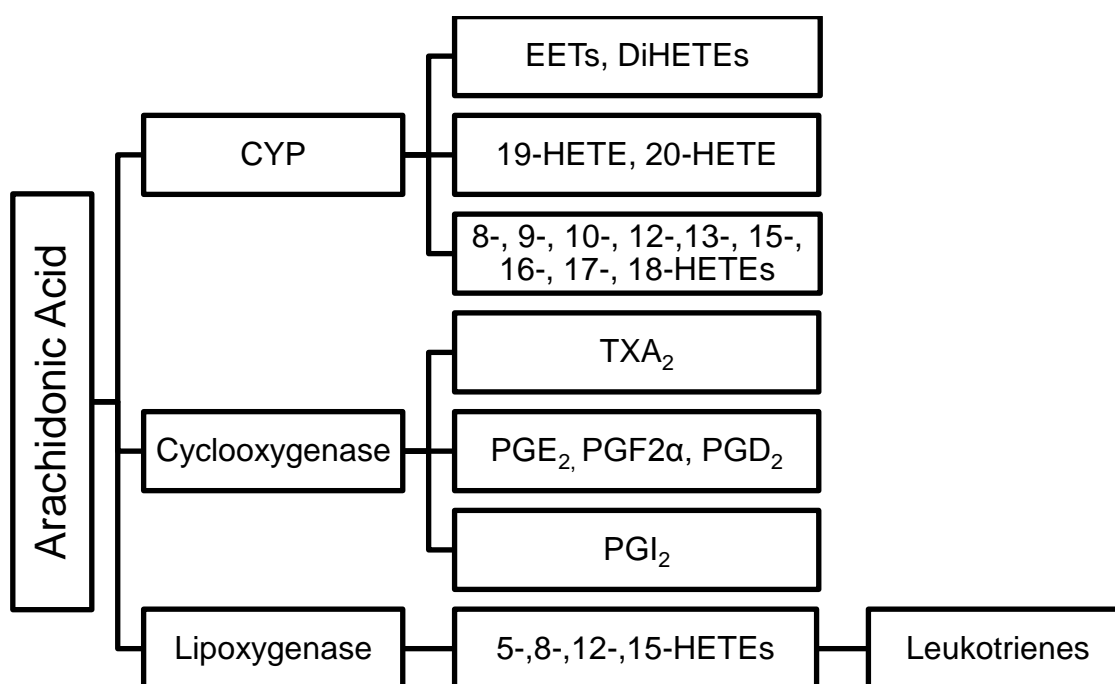 Arachidonic Acid
CYP
EETs, DiHETEs
19-HETE, 20-HETE
8-, 9-, 10-, 12-,13-, 15-,
16-, 17-, 18-HETEs
Cyclooxygenase
TXA₂
PGE₂, PGF2α, PGD₂
PGI₂
Lipoxygenase
5-,8-,12-,15-HETEs
Leukotrienes